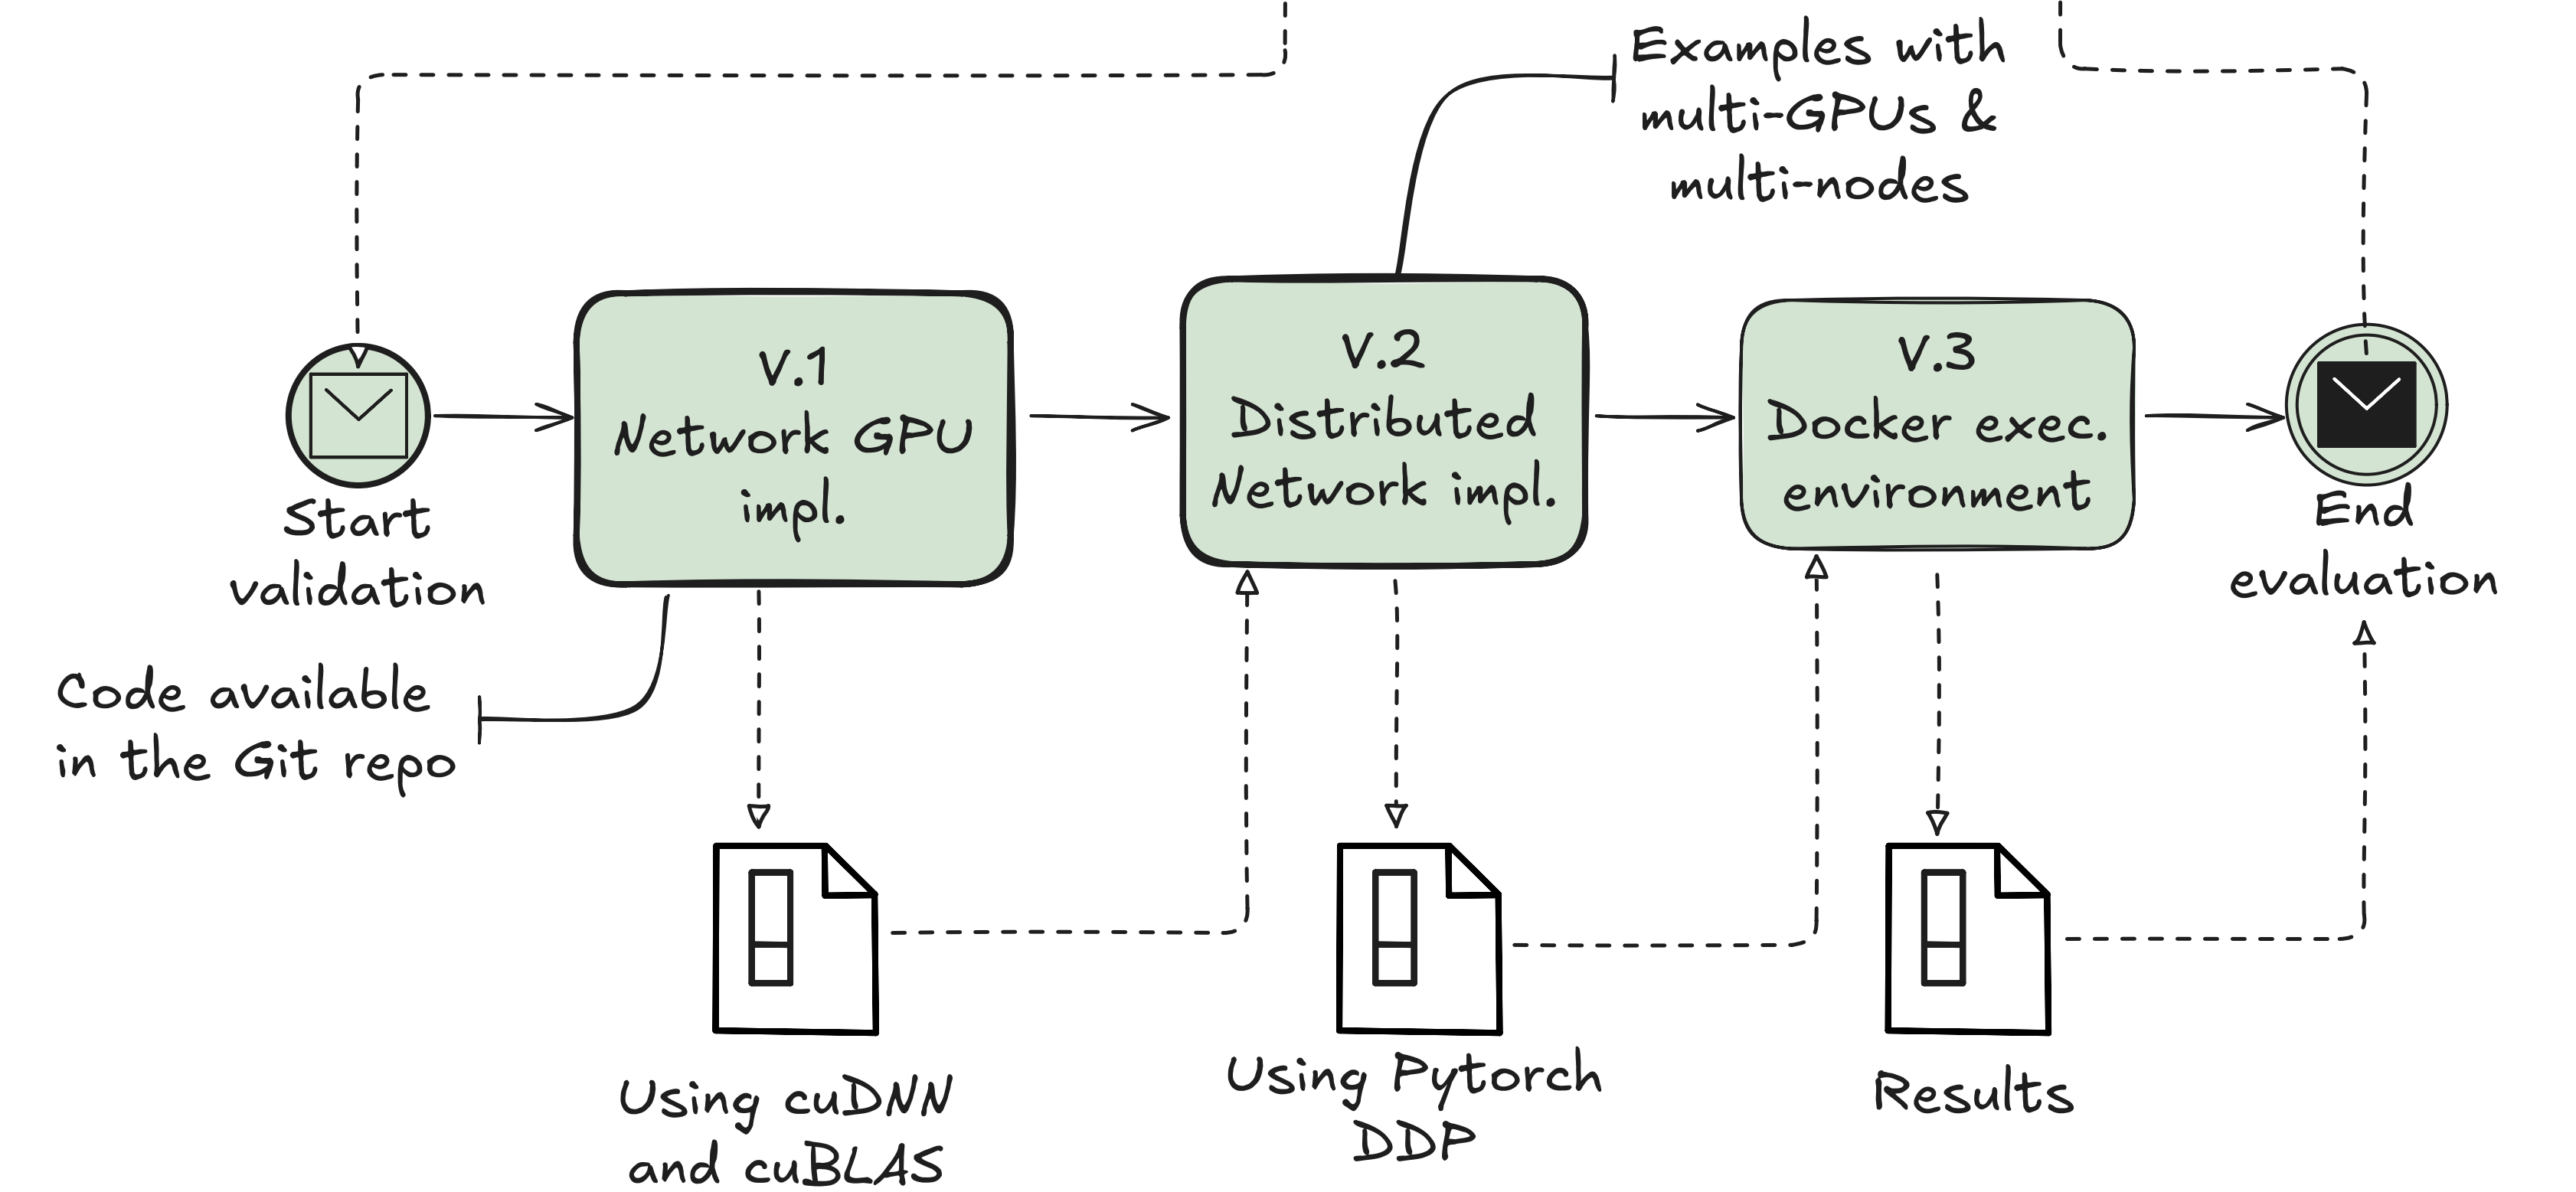 Examples with
multi-GPUs &
multi-nodes
V.1
Network GPU
impl.
V.2
Distributed
Network impl.
V.3
Docker exec.
environment
Start
validation
End
evaluation
Code available
in the Git repo
Using cuDNN
and cuBLAS
Using Pytorch
DDP
Results